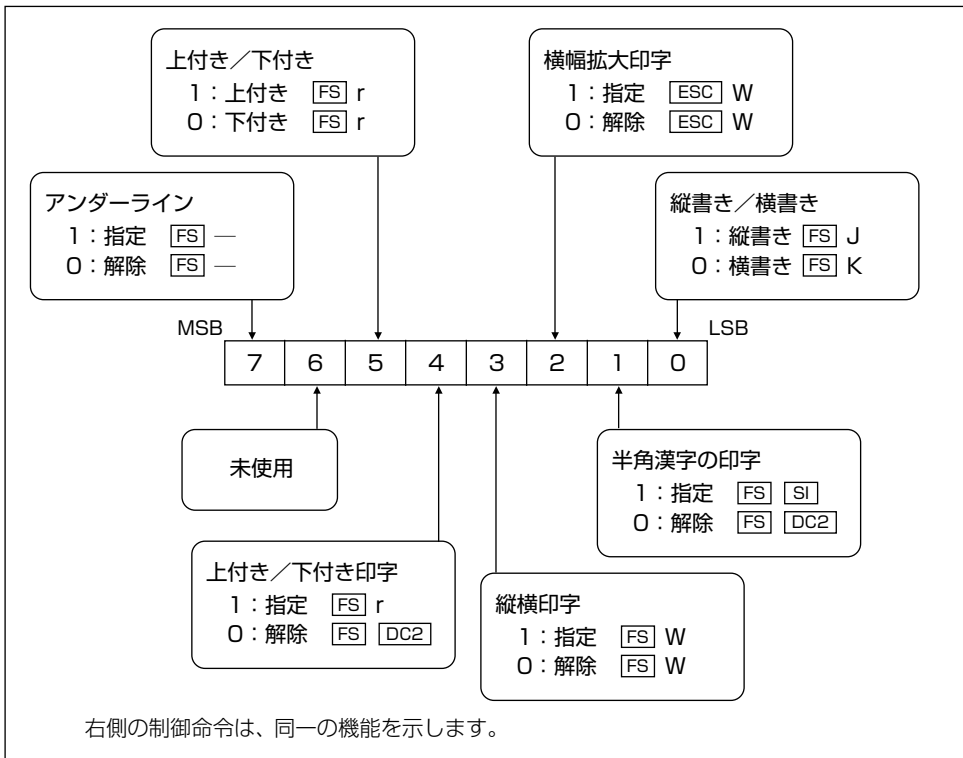 上付き／下付き
1：上付き FS r
0：下付き FS r
横幅拡大印字
1：指定 ESC W
0：解除 ESC W
アンダーライン
1：指定 FS —
0：解除 FS —
縦書き／横書き
1：縦書き FS J
0：横書き FS K
MSB
LSB
7 6 5 4 3 2 1 0
未使用
半角漢字の印字
1：指定 FS SI
0：解除 FS DC2
上付き／下付き印字
1：指定 FS r
0：解除 FS DC2
縦横印字
1：指定 FS W
0：解除 FS W
右側の制御命令は、同一の機能を示します。